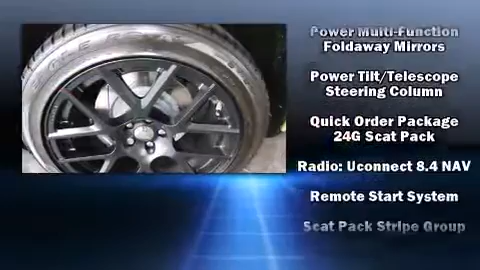 EAGLE
Power Multi-Function
Foldaway Mirrors
Power Tilt/Telescope
Steering Column
Quick Order Package
24G Scat Pack
Radio: Uconnect 8.4 NAV
Remote Start System
Scat Pack Stripe Group